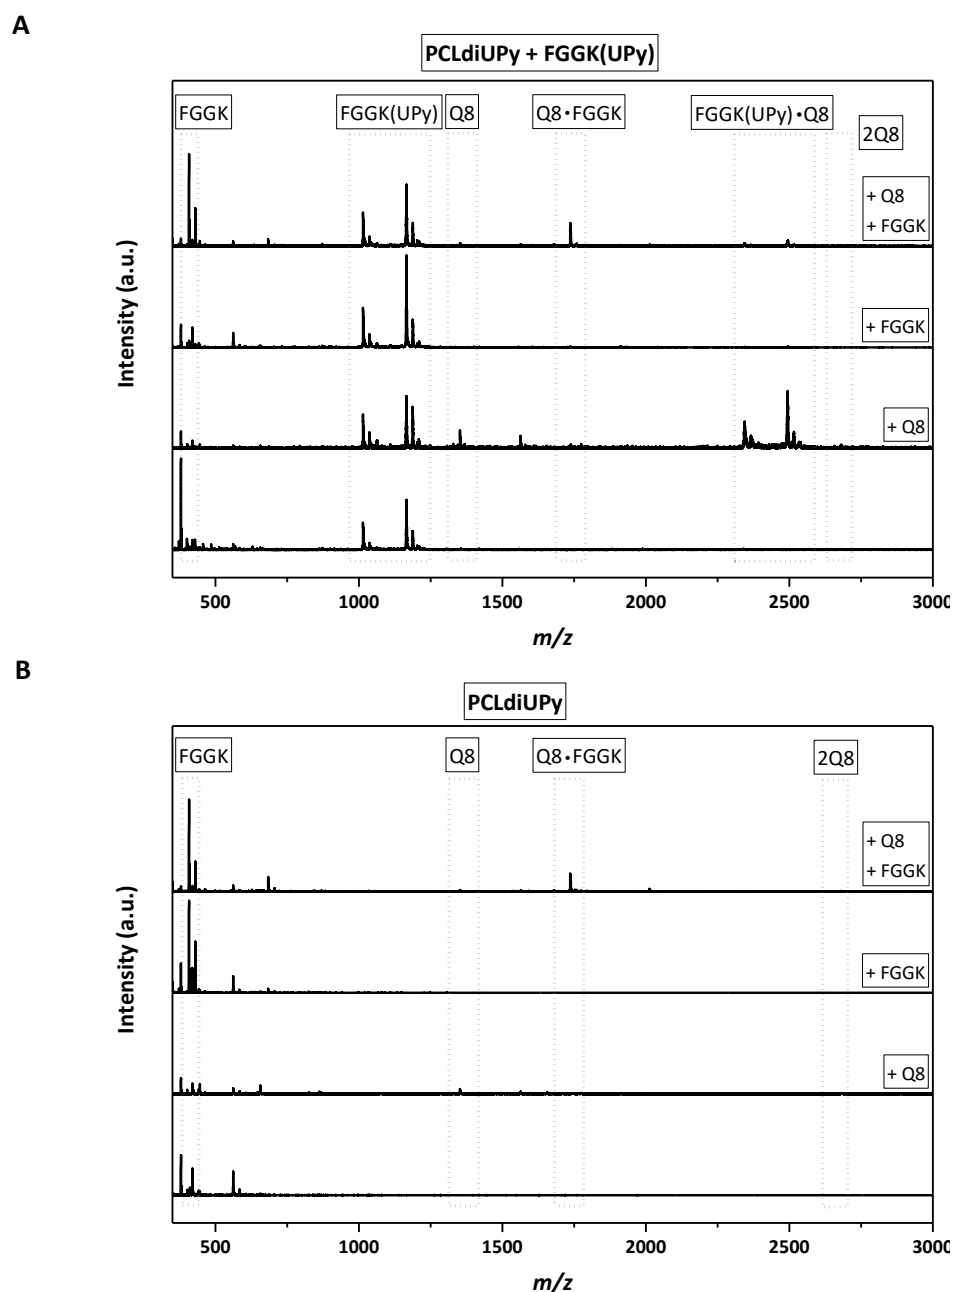 A
PCLdiUPy + FGGK(UPy)
FGGK
FGGK(UPy)
Q8
Q8•FGGK
FGGK(UPy)•Q8
2Q8
+ Q8
+ FGGK
+ FGGK
+ Q8
Intensity (a.u.)
500 1000 1500 2000 2500 3000
m/z
B
PCLdiUPy
FGGK
Q8
Q8•FGGK
2Q8
+ Q8
+ FGGK
+ FGGK
+ Q8
Intensity (a.u.)
500 1000 1500 2000 2500 3000
m/z